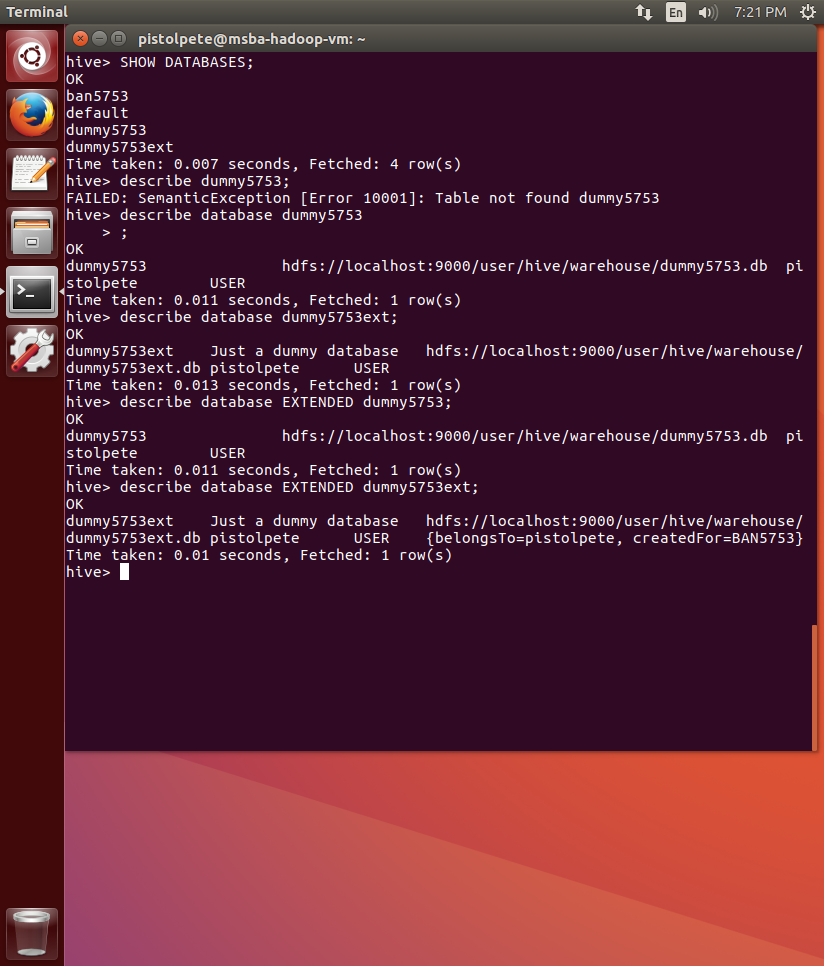 Terminal
En
7:21 PM
pistolpete@msba-hadoop-vm: ~
hive> SHOW DATABASES;
OK
ban5753
default
dummy5753
dummy5753ext
Time taken: 0.007 seconds, Fetched: 4 row(s)
hive> describe dummy5753;
FAILED: SemanticException [Error 10001]: Table not found dummy5753
hive> describe database dummy5753
    > ;
OK
dummy5753               hdfs://localhost:9000/user/hive/warehouse/dummy5753.db  pi
stolpete        USER
Time taken: 0.011 seconds, Fetched: 1 row(s)
hive> describe database dummy5753ext;
OK
dummy5753ext    Just a dummy database   hdfs://localhost:9000/user/hive/warehouse/
dummy5753ext.db pistolpete      USER
Time taken: 0.013 seconds, Fetched: 1 row(s)
hive> describe database EXTENDED dummy5753;
OK
dummy5753               hdfs://localhost:9000/user/hive/warehouse/dummy5753.db  pi
stolpete        USER
Time taken: 0.011 seconds, Fetched: 1 row(s)
hive> describe database EXTENDED dummy5753ext;
OK
dummy5753ext    Just a dummy database   hdfs://localhost:9000/user/hive/warehouse/
dummy5753ext.db pistolpete      USER    {belongsTo=pistolpete, createdFor=BAN5753}
Time taken: 0.01 seconds, Fetched: 1 row(s)
hive>